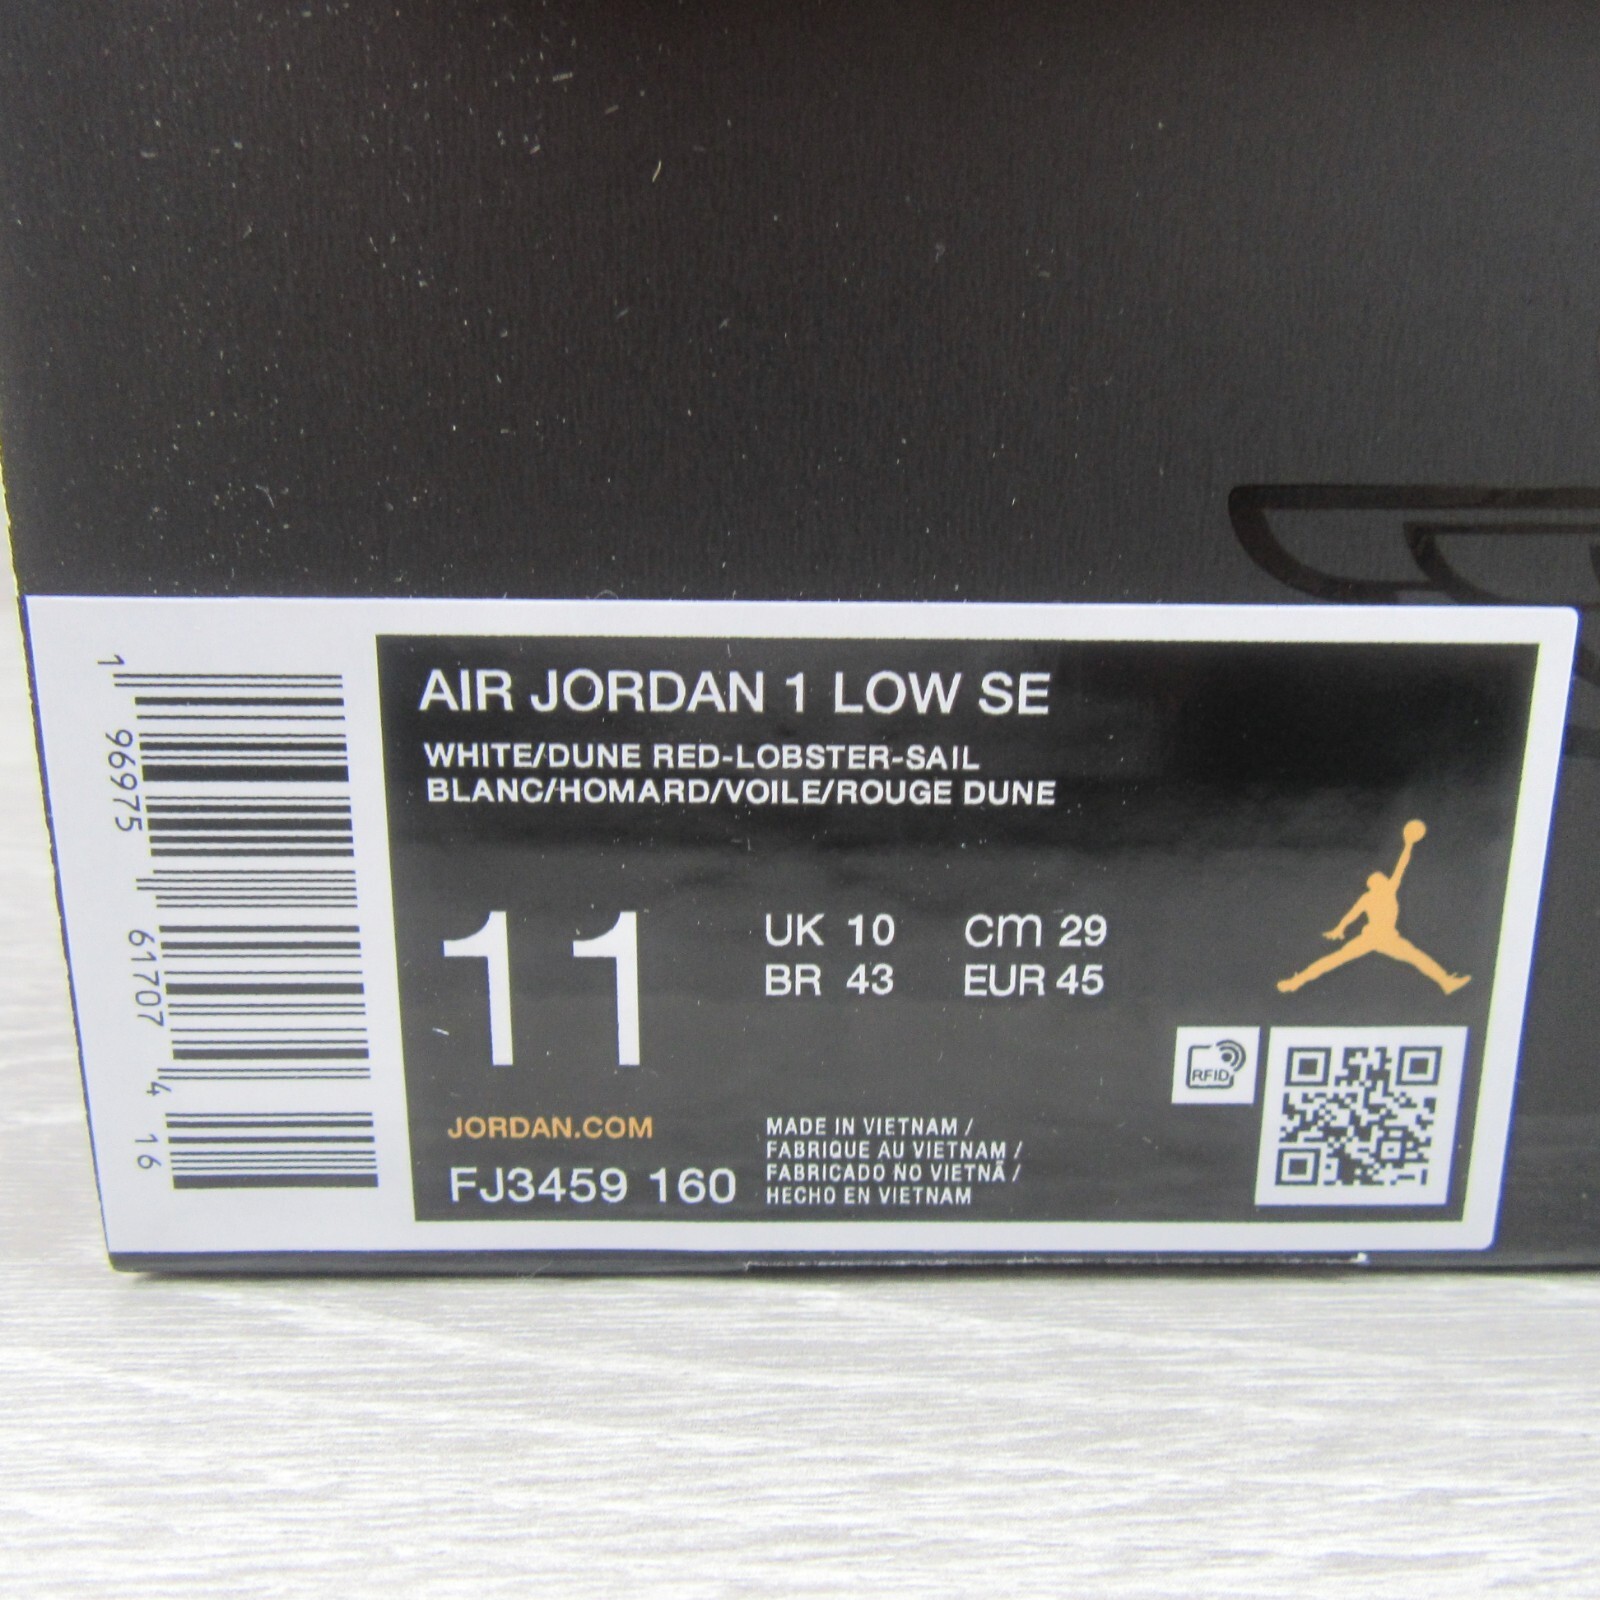 AIR JORDAN 1 LOW SE
WHITE/DUNE RED-LOBSTER-SAIL
BLANC/HOMARD/VOILE/ROUGE DUNE
11
UK 10
cm 29
BR 43
EUR 45
RFID
JORDAN.COM
FJ3459 160
MADE IN VIETNAM /
FABRIQUE AU VIETNAM /
FABRICADO NO VIETNÃ /
HECHO EN VIETNAM
1 96975 61707 4 16